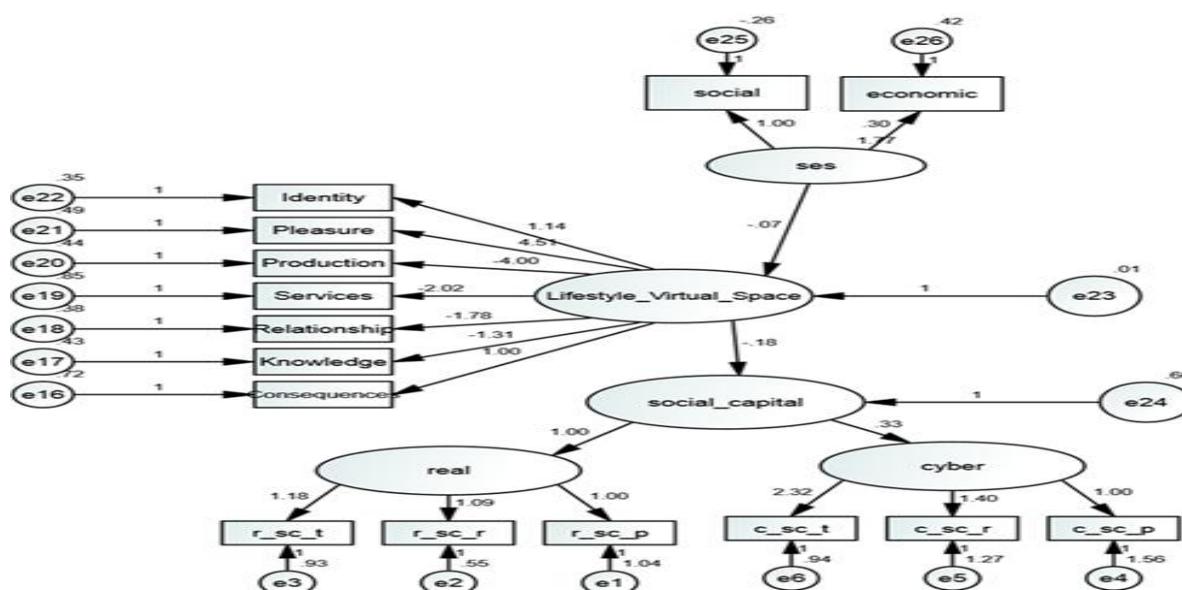 -.26
.42
e25
e26
1
1
social
economic
1.00
.30
1.77
ses
-.07
.35
e22
1
Identity
1.14
.49
e21
1
Pleasure
4.51
.44
e20
1
Production
-4.00
.85
e19
1
Services
-2.02
Lifestyle_Virtual_Space
1
.01
e23
.38
e18
1
Relationship
-1.78
.43
e17
1
Knowledge
-1.31
.72
e16
1
Consequence
1.00
-.18
social_capital
1
e24
1.00
.33
real
cyber
1.18
1.09
1.00
2.32
1.40
1.00
r_sc_t
r_sc_r
r_sc_p
c_sc_t
c_sc_r
c_sc_p
1
.93
1
.55
1
1.04
1
.94
1
1.27
1
1.56
e3
e2
e1
e6
e5
e4